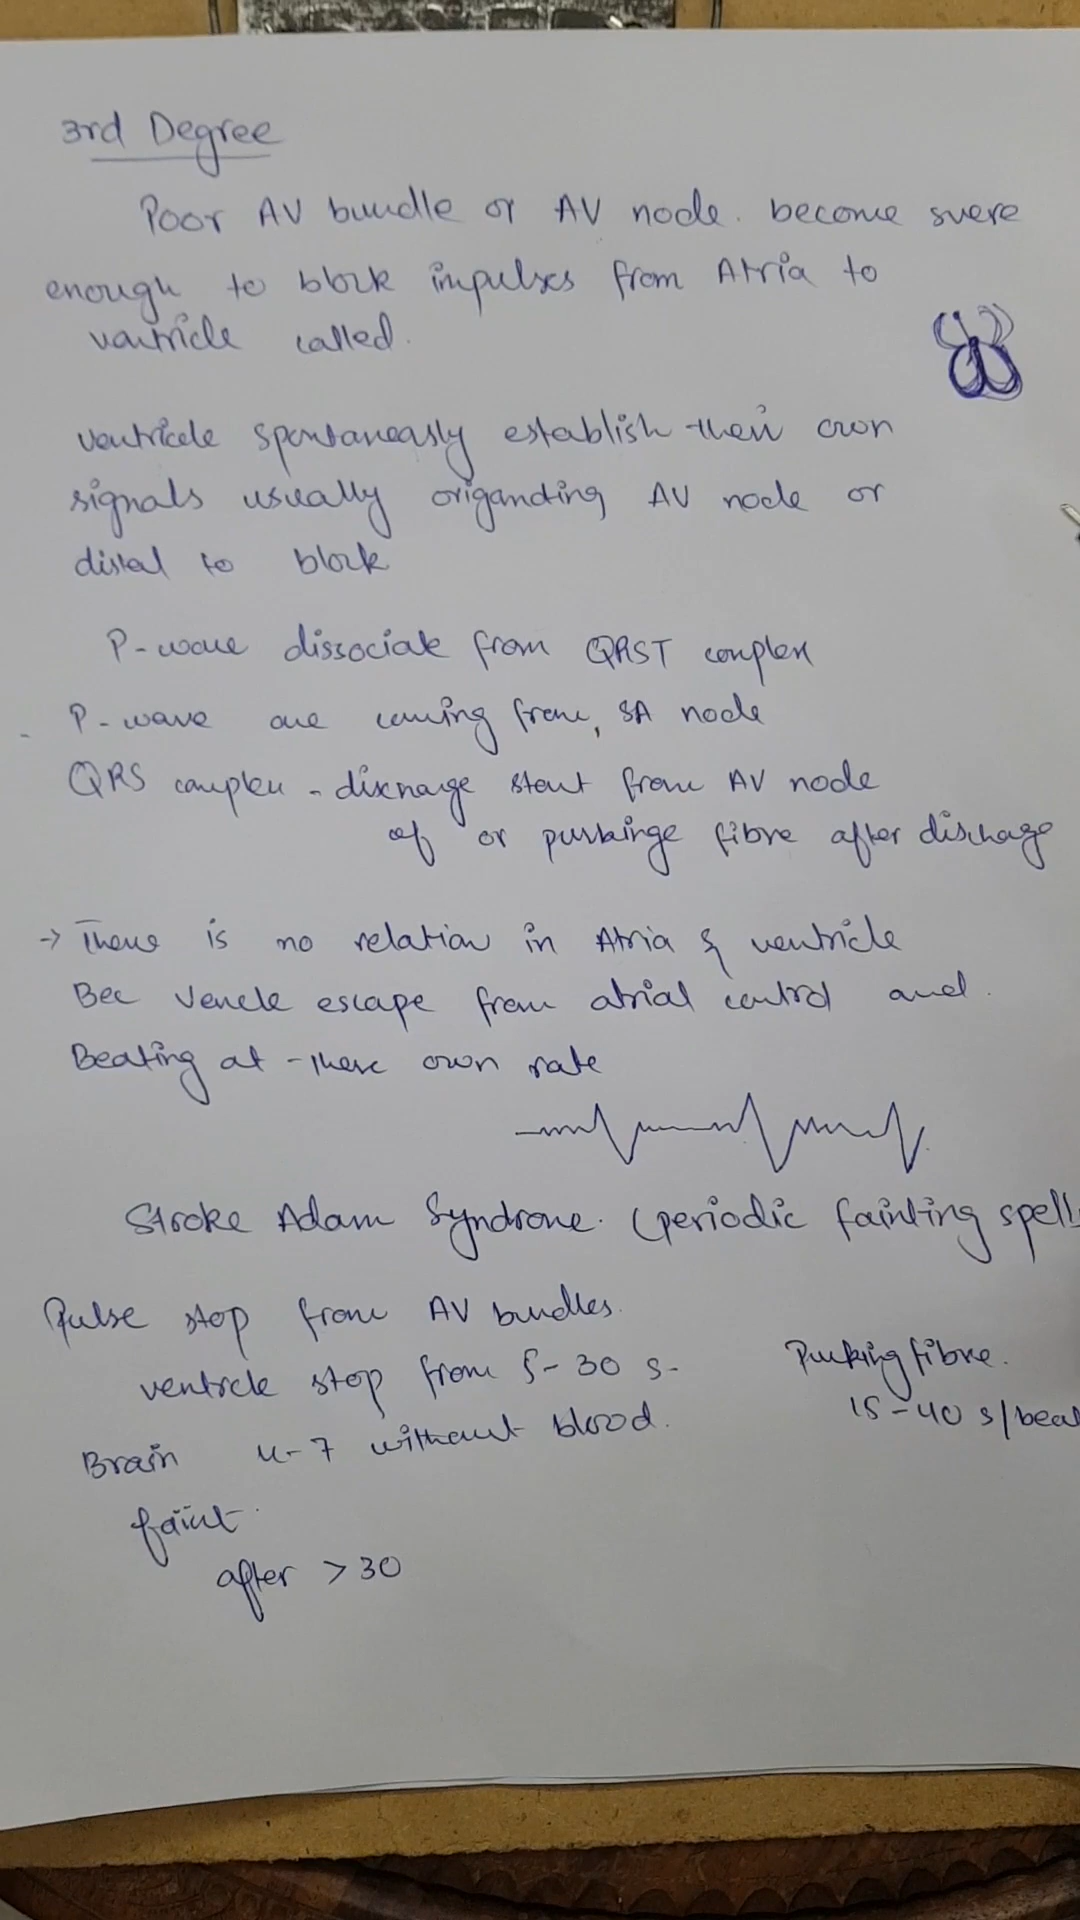 3rd Degree
Poor AV bundle or AV node. become svere
enough to block impulses from Atria to
ventricle called.
ventricle spontaneasly establish their own
signals usually origanating AV node or
distal to block
P-wave dissociate from QRST complex
P-wave are coming from SA node
QRS complex - dischage start from AV node
of or purkinge fibre after dischage
→ There is no relation in Atria & ventricle
Bec escape from atrial control and.
Beating at there own rate
Stroke Adam Syndrone. (periodic fainting spells
Pulse stop from AV bundles.
ventricle stop from 5-30 s-
Purking fibre.
15-40 s/beat
Brain 4-7 without blood.
faint.
after > 30